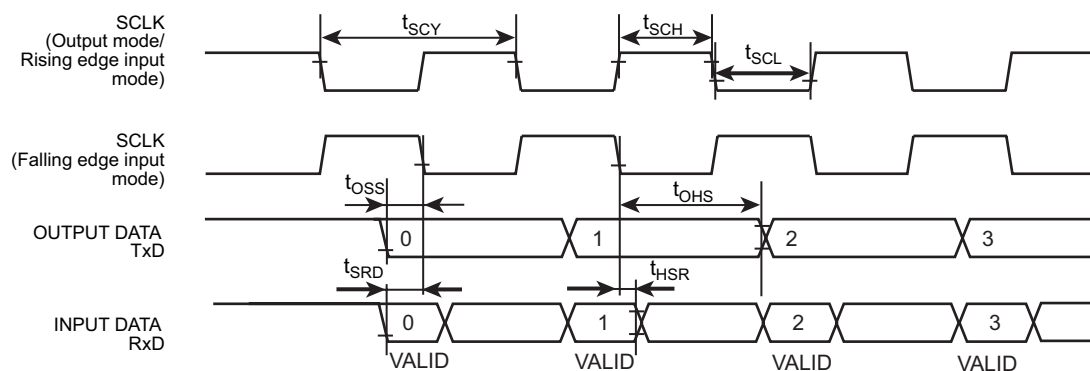 SCLK
(Output mode/
Rising edge input
mode)
tSCY
tSCH
tSCL
SCLK
(Falling edge input
mode)
tOSS
tOHS
OUTPUT DATA
TxD
0
1
2
3
tSRD
tHSR
INPUT DATA
RxD
0
1
2
3
VALID
VALID
VALID
VALID